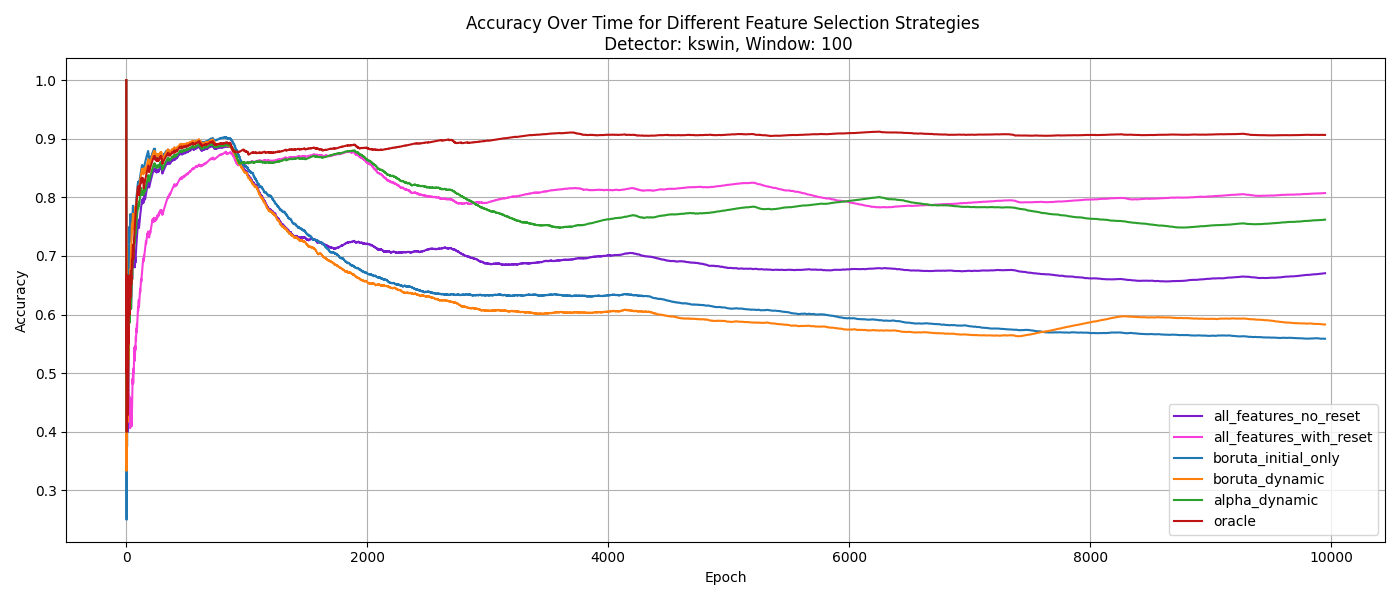 Accuracy Over Time for Different Feature Selection Strategies
Detector: kswin, Window: 100
1.0
0.9
0.8
0.7
0.6
0.5
0.4
0.3
Accuracy
0
2000
4000
6000
8000
10000
Epoch
all_features_no_reset
all_features_with_reset
boruta_initial_only
boruta_dynamic
alpha_dynamic
oracle